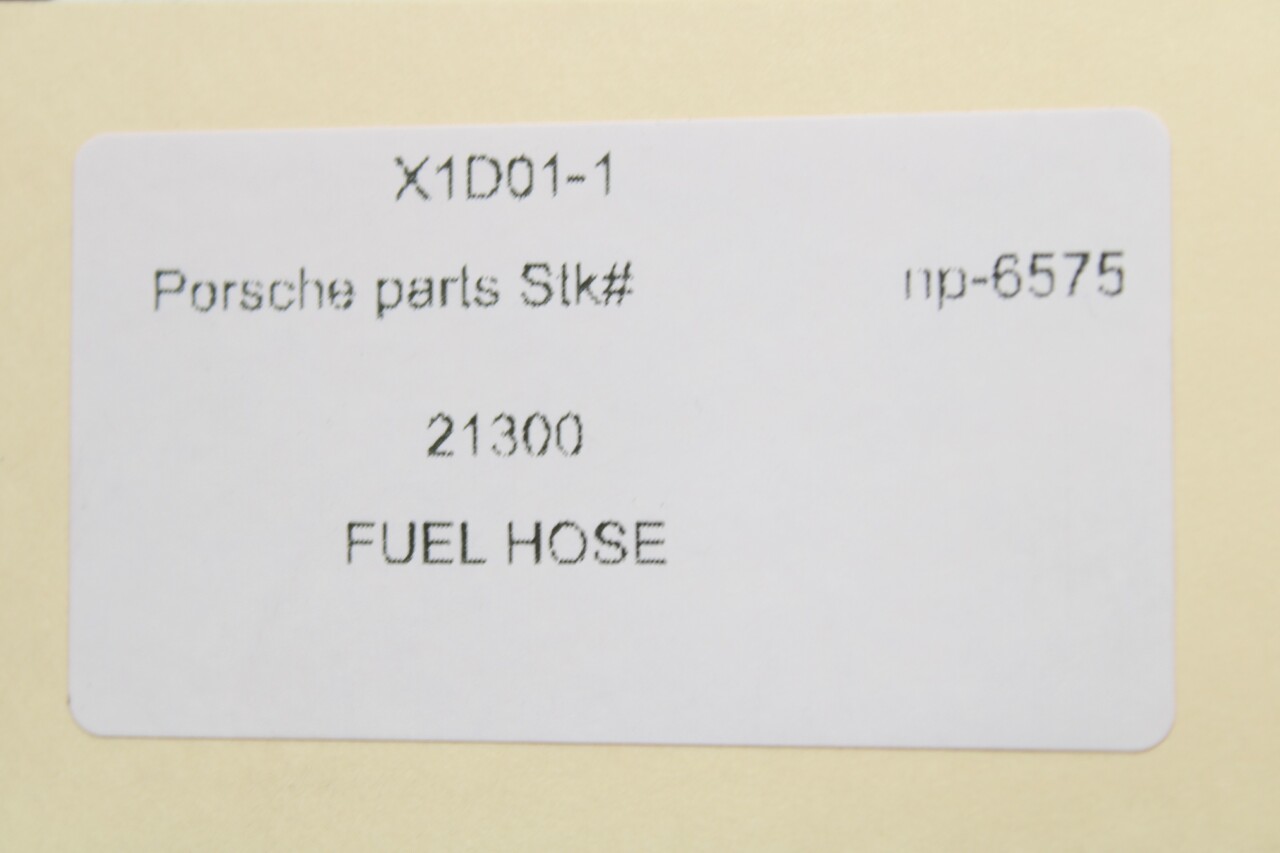 X1D01-1
Porsche parts Stk# np-6575
21300
FUEL HOSE